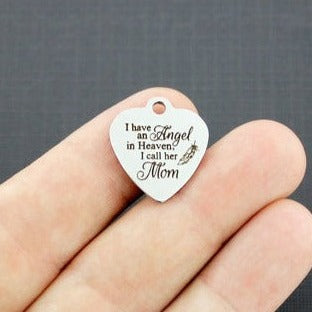 I have
an Angel
in Heaven,
I call her
Mom